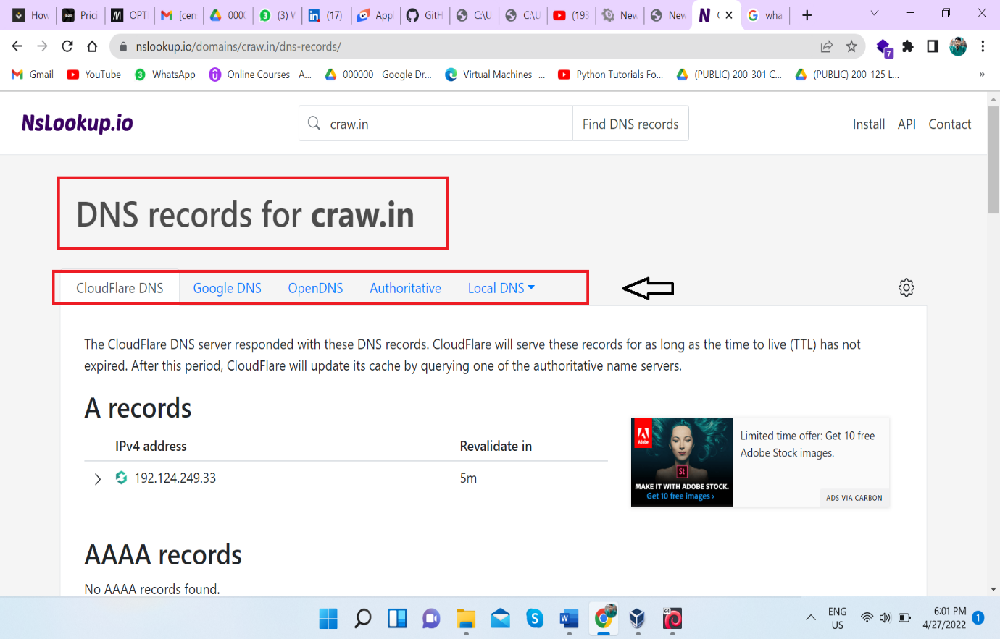 How
Pric
OPT
[cen
000(
(3) V
(17)
App
GitH
C:\U
C:\U
(193
New
New
wha
nslookup.io/domains/craw.in/dns-records/
7
Gmail
YouTube
WhatsApp
Online Courses - A...
000000 - Google Dr...
Virtual Machines -...
Python Tutorials Fo...
(PUBLIC) 200-301 C...
(PUBLIC) 200-125 L...
»
NsLookup.io
craw.in
Find DNS records
Install API Contact
DNS records for craw.in
CloudFlare DNS Google DNS OpenDNS Authoritative Local DNS
The CloudFlare DNS server responded with these DNS records. CloudFlare will serve these records for as long as the time to live (TTL) has not
expired. After this period, CloudFlare will update its cache by querying one of the authoritative name servers.
A records
IPv4 address Revalidate in
192.124.249.33 5m
Adobe
St
MAKE IT WITH ADOBE STOCK.
Get 10 free images ›
Limited time offer: Get 10 free
Adobe Stock images.
ADS VIA CARBON
AAAA records
No AAAA records found.
64
ENG
US
6:01 PM
4/27/2022
1